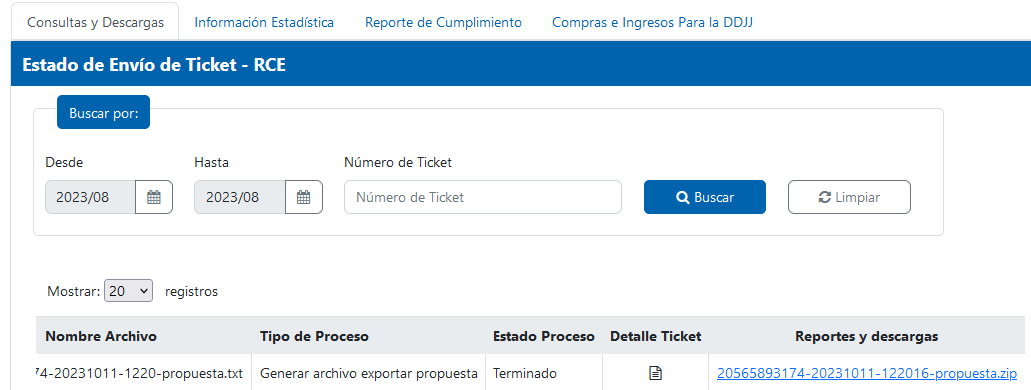 Consultas y Descargas Información Estadística Reporte de Cumplimiento Compras e Ingresos Para la DDJJ
Estado de Envío de Ticket - RCE
Buscar por:
Desde Hasta Número de Ticket
2023/08 2023/08 Número de Ticket Buscar Limpiar
Mostrar: 20 registros
Nombre Archivo Tipo de Proceso Estado Proceso Detalle Ticket Reportes y descargas
74-20231011-1220-propuesta.txt Generar archivo exportar propuesta Terminado 20565893174-20231011-122016-propuesta.zip